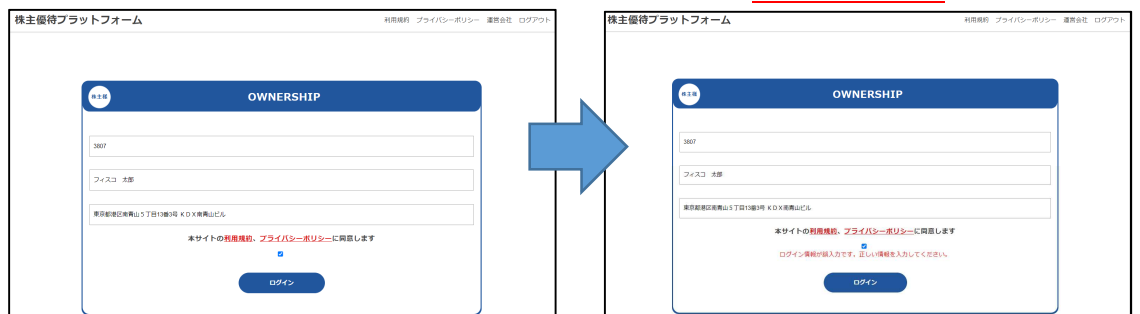 株主優待プラットフォーム
利用規約 プライバシーポリシー 運営会社 ログアウト
株主様
OWNERSHIP
3807
フィスコ 太郎
東京都港区南青山５丁目13番3号 ＫＤＸ南青山ビル
本サイトの利用規約、プライバシーポリシーに同意します
ログイン
株主優待プラットフォーム
利用規約 プライバシーポリシー 運営会社 ログアウト
株主様
OWNERSHIP
3807
フィスコ 太郎
東京都港区南青山５丁目13番3号 ＫＤＸ南青山ビル
本サイトの利用規約、プライバシーポリシーに同意します
ログイン情報が誤入力です。正しい情報を入力してください。
ログイン